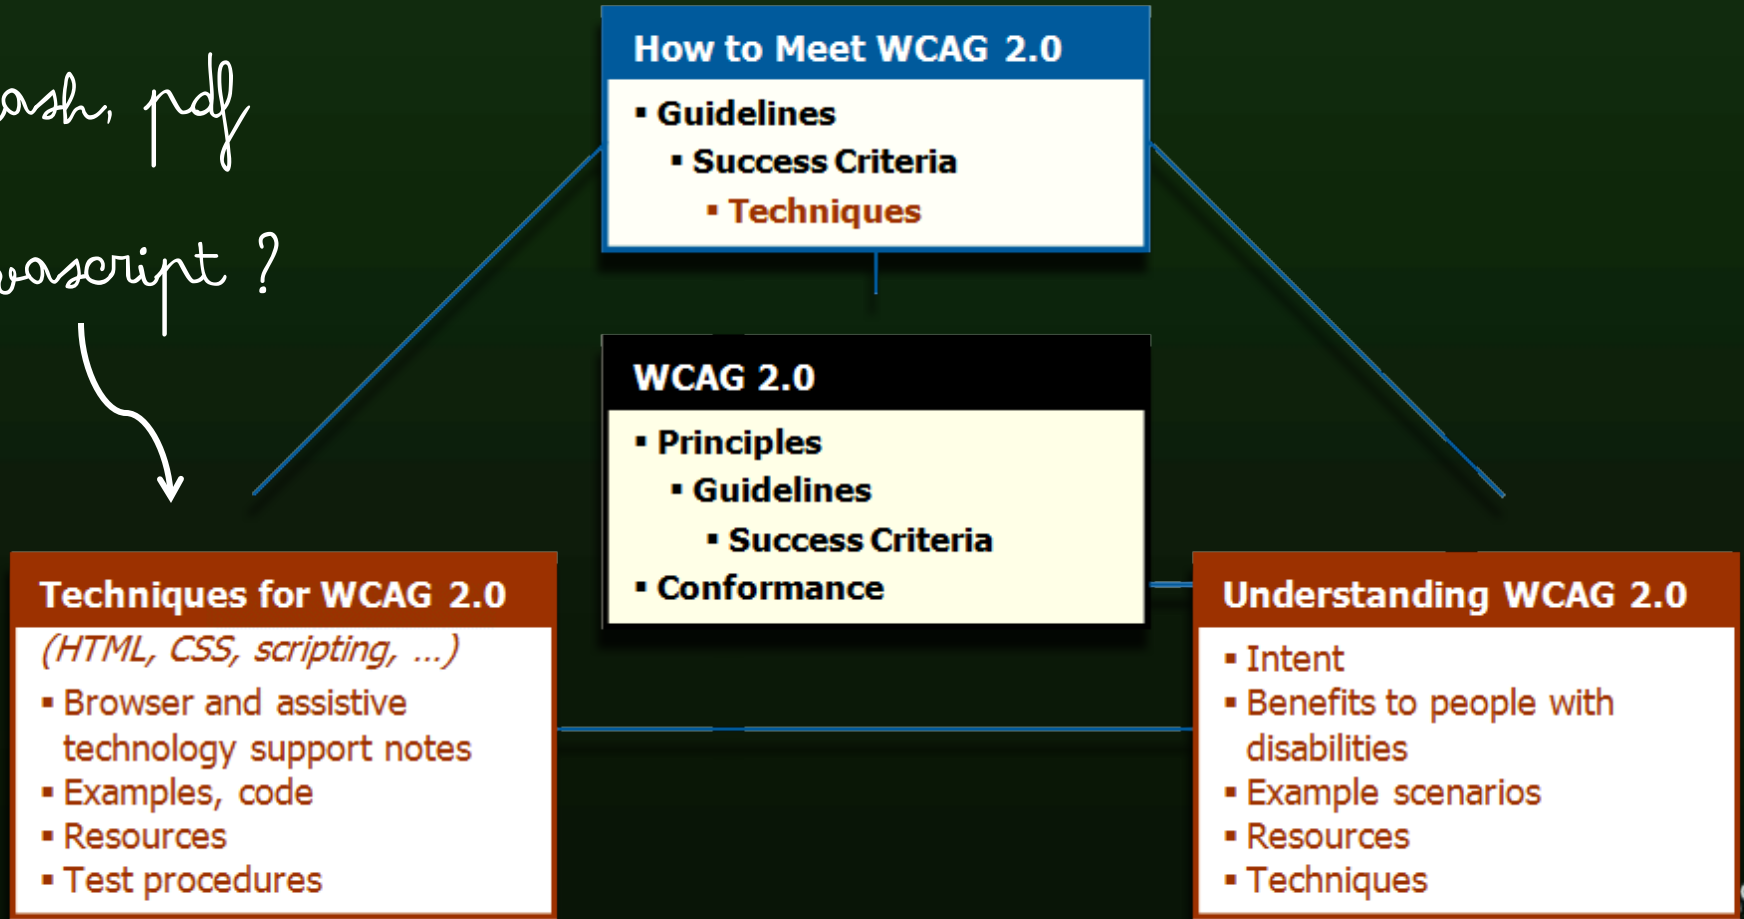 ash, pdf
vascript ?
How to Meet WCAG 2.0
▪ Guidelines
▪ Success Criteria
▪ Techniques
WCAG 2.0
▪ Principles
▪ Guidelines
▪ Success Criteria
▪ Conformance
Techniques for WCAG 2.0
(HTML, CSS, scripting, ...)
▪ Browser and assistive
technology support notes
▪ Examples, code
▪ Resources
▪ Test procedures
Understanding WCAG 2.0
▪ Intent
▪ Benefits to people with
disabilities
▪ Example scenarios
▪ Resources
▪ Techniques